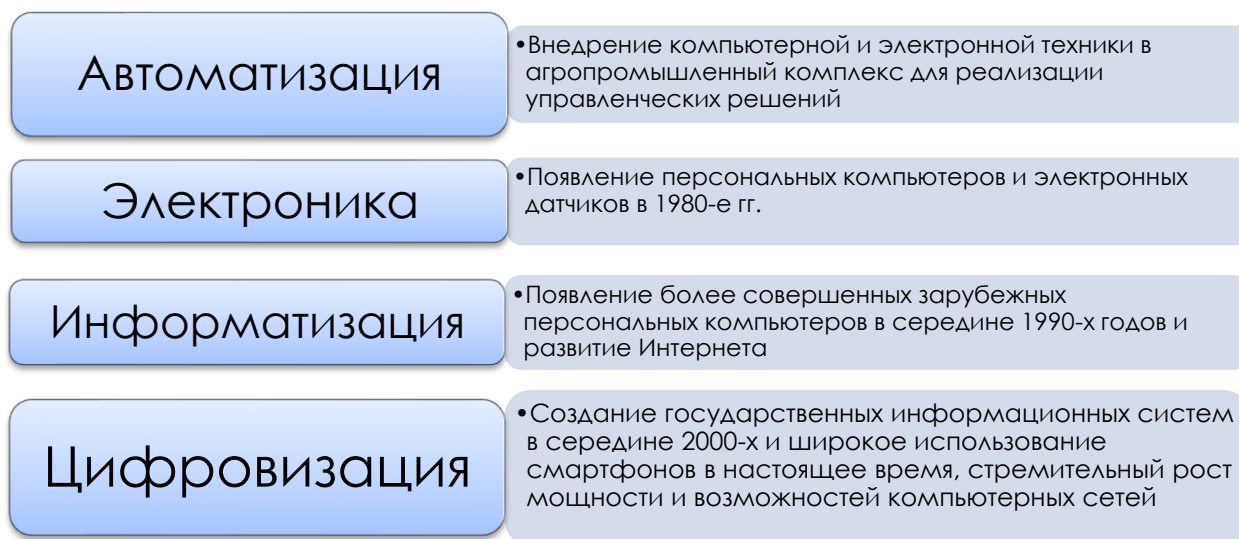 Автоматизация
•Внедрение компьютерной и электронной техники в
агропромышленный комплекс для реализации
управленческих решений
Электроника
•Появление персональных компьютеров и электронных
датчиков в 1980-е гг.
Информатизация
•Появление более совершенных зарубежных
персональных компьютеров в середине 1990-х годов и
развитие Интернета
Цифровизация
•Создание государственных информационных систем
в середине 2000-х и широкое использование
смартфонов в настоящее время, стремительный рост
мощности и возможностей компьютерных сетей